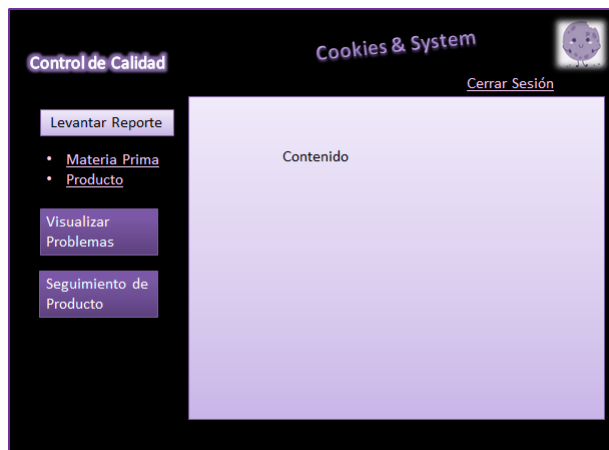 Control de Calidad
Cookies & System
Cerrar Sesión
Levantar Reporte
• Materia Prima
• Producto
Visualizar
Problemas
Seguimiento de
Producto
Contenido